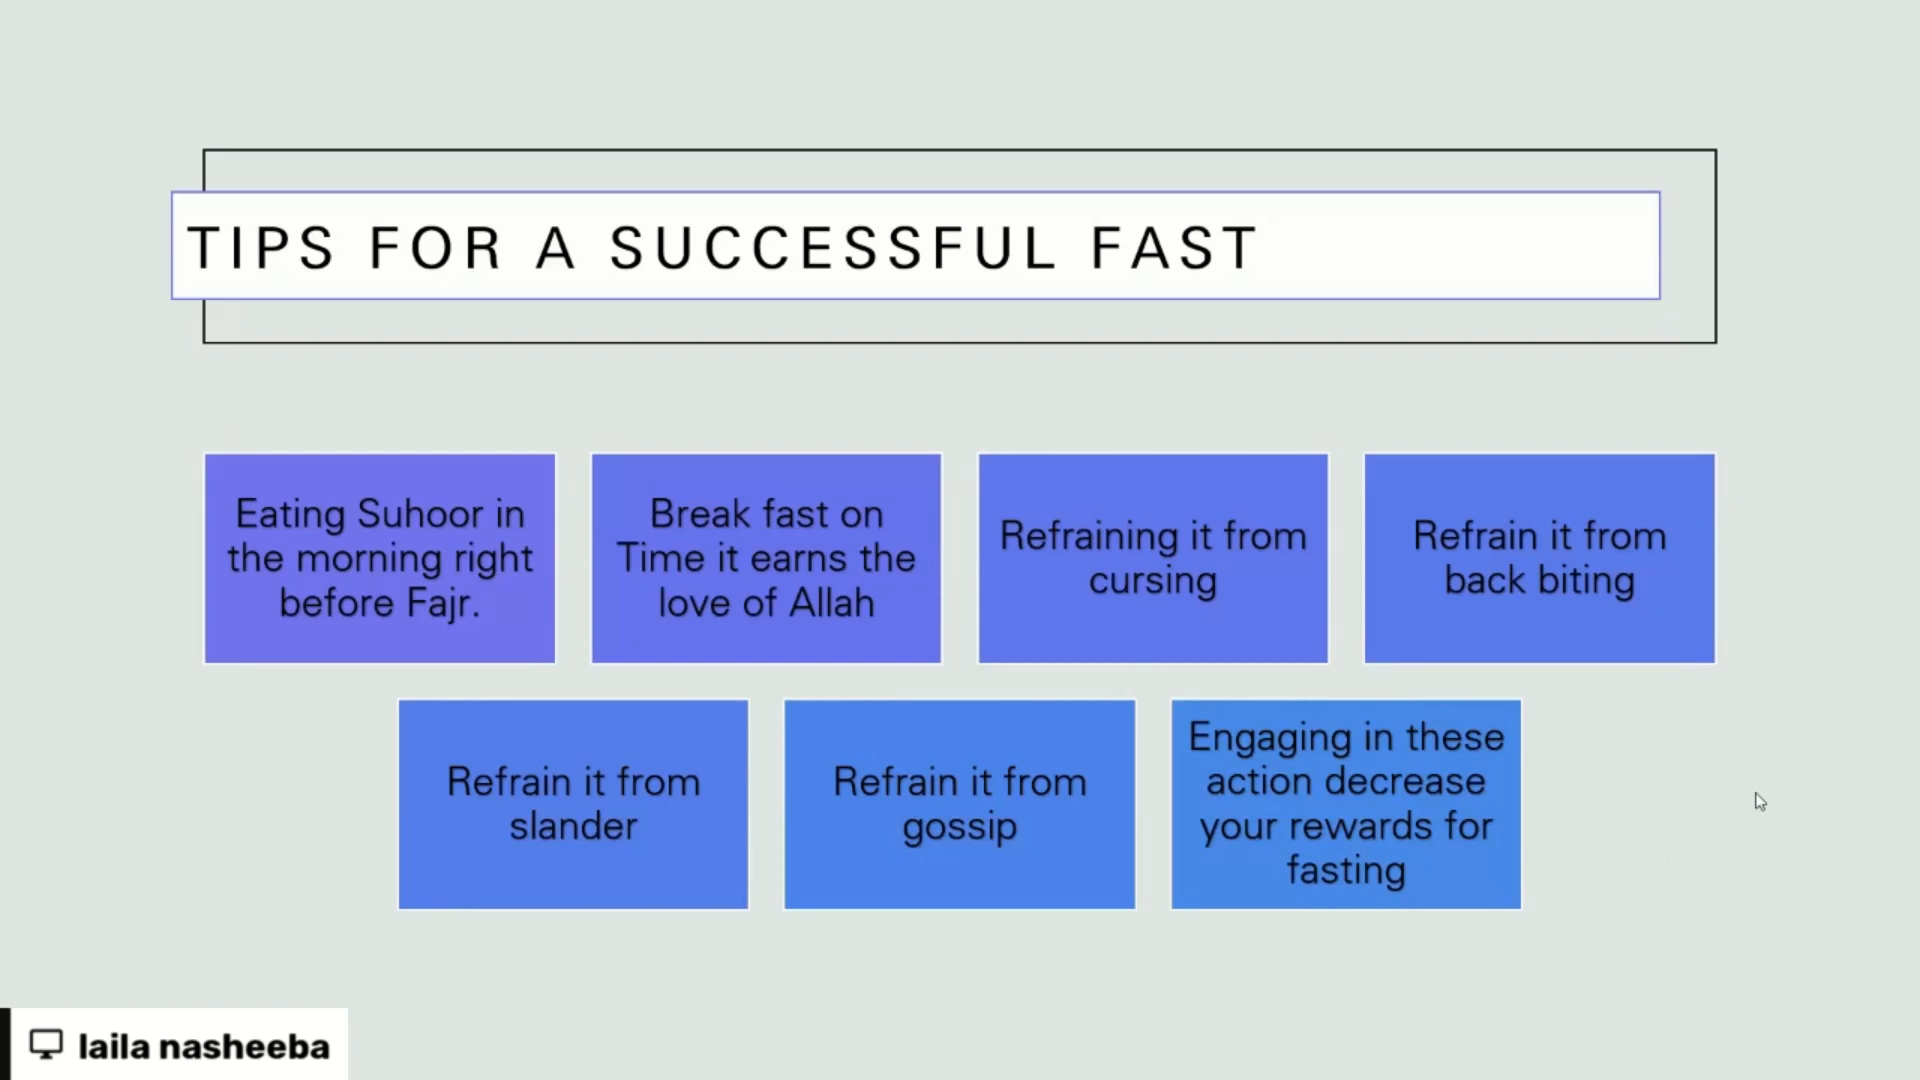 TIPS FOR A SUCCESSFUL FAST
Eating Suhoor in
the morning right
before Fajr.
Break fast on
Time it earns the
love of Allah
Refraining it from
cursing
Refrain it from
back biting
Refrain it from
slander
Refrain it from
gossip
Engaging in these
action decrease
your rewards for
fasting
laila nasheeba